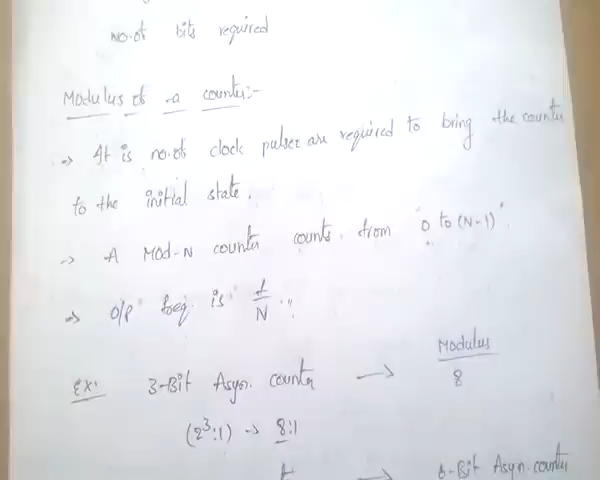 no.of bits required
Modulus of a counter:-
→ It is no.of clock pulses are required to bring the counter
to the initial state.
→ A MOD-N counter counts from "0 to (N-1)".
→ O/P freq. is f/N
Ex: 3-Bit Asyn. counter → Modulus 8
(2³:1) → 8:1
→ 6-Bit Asyn. counter